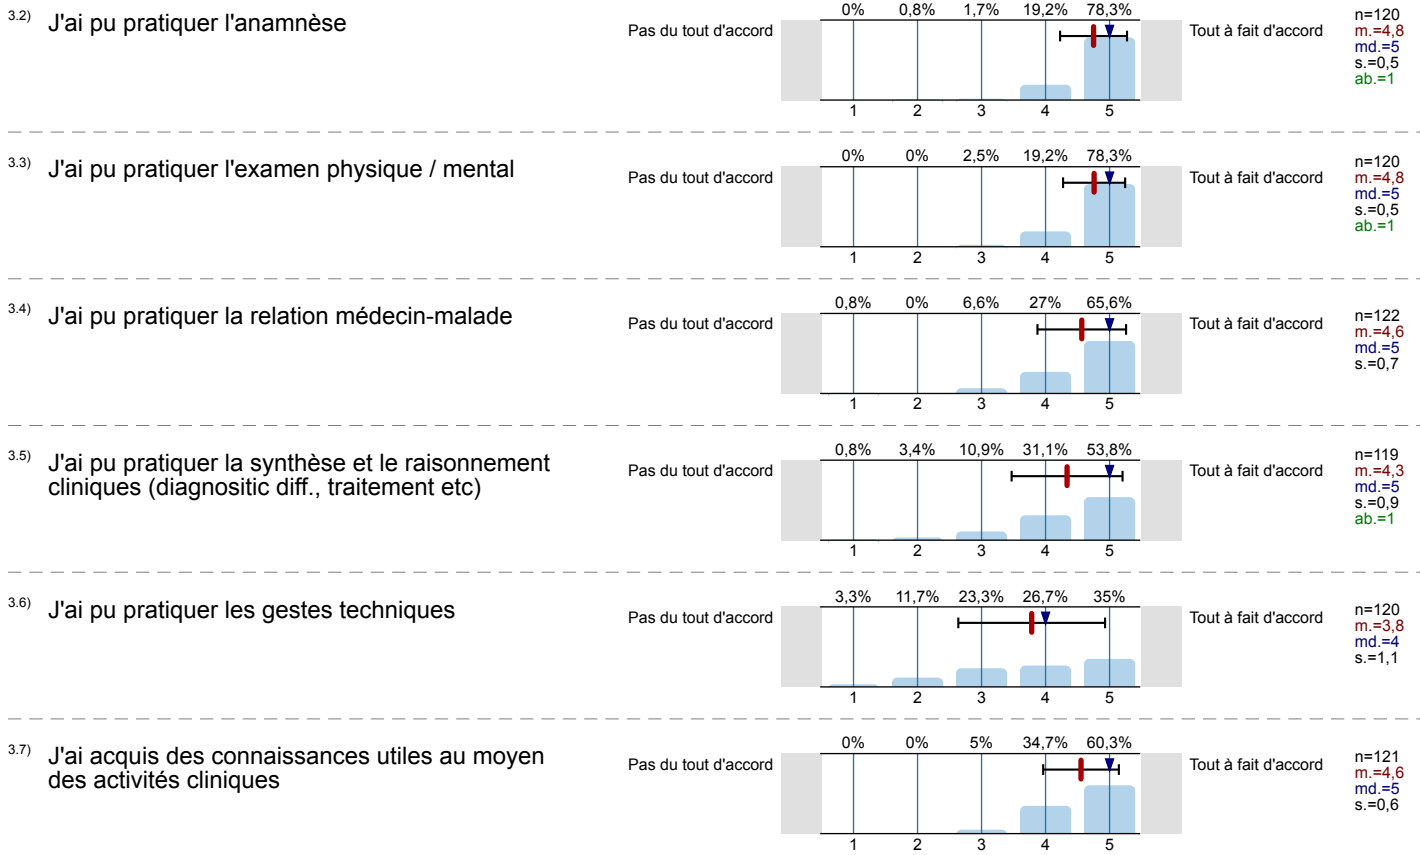 3.2) J'ai pu pratiquer l'anamnèse
Pas du tout d'accord
0% 0,8% 1,7% 19,2% 78,3%
1 2 3 4 5
Tout à fait d'accord
n=120
m.=4,8
md.=5
s.=0,5
ab.=1
3.3) J'ai pu pratiquer l'examen physique / mental
Pas du tout d'accord
0% 0% 2,5% 19,2% 78,3%
1 2 3 4 5
Tout à fait d'accord
n=120
m.=4,8
md.=5
s.=0,5
ab.=1
3.4) J'ai pu pratiquer la relation médecin-malade
Pas du tout d'accord
0,8% 0% 6,6% 27% 65,6%
1 2 3 4 5
Tout à fait d'accord
n=122
m.=4,6
md.=5
s.=0,7
3.5) J'ai pu pratiquer la synthèse et le raisonnement
cliniques (diagnositic diff., traitement etc)
Pas du tout d'accord
0,8% 3,4% 10,9% 31,1% 53,8%
1 2 3 4 5
Tout à fait d'accord
n=119
m.=4,3
md.=5
s.=0,9
ab.=1
3.6) J'ai pu pratiquer les gestes techniques
Pas du tout d'accord
3,3% 11,7% 23,3% 26,7% 35%
1 2 3 4 5
Tout à fait d'accord
n=120
m.=3,8
md.=4
s.=1,1
3.7) J'ai acquis des connaissances utiles au moyen
des activités cliniques
Pas du tout d'accord
0% 0% 5% 34,7% 60,3%
1 2 3 4 5
Tout à fait d'accord
n=121
m.=4,6
md.=5
s.=0,6